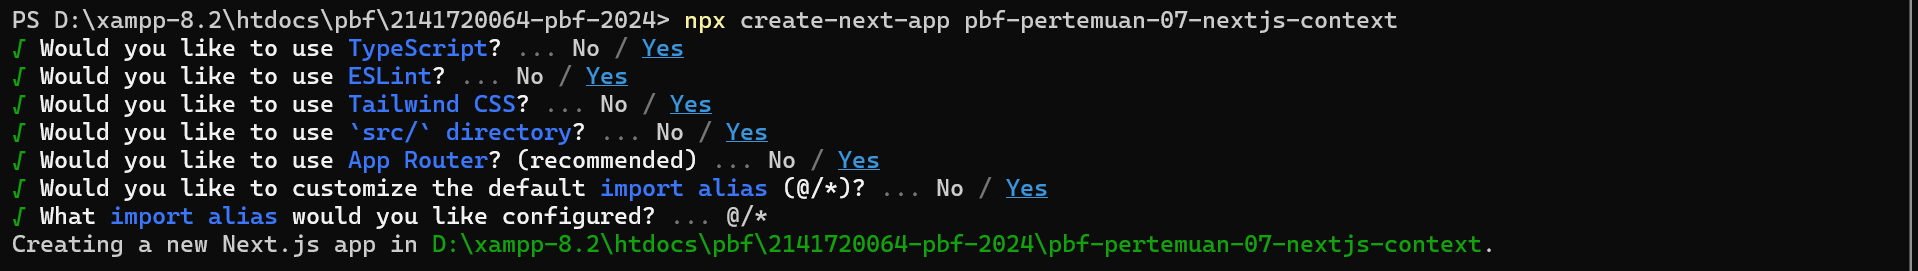 PS D:\xampp-8.2\htdocs\pbf\2141720064-pbf-2024> npx create-next-app pbf-pertemuan-07-nextjs-context
√ Would you like to use TypeScript? ... No / Yes
√ Would you like to use ESLint? ... No / Yes
√ Would you like to use Tailwind CSS? ... No / Yes
√ Would you like to use `src/` directory? ... No / Yes
√ Would you like to use App Router? (recommended) ... No / Yes
√ Would you like to customize the default import alias (@/*)? ... No / Yes
√ What import alias would you like configured? ... @/*
Creating a new Next.js app in D:\xampp-8.2\htdocs\pbf\2141720064-pbf-2024\pbf-pertemuan-07-nextjs-context.